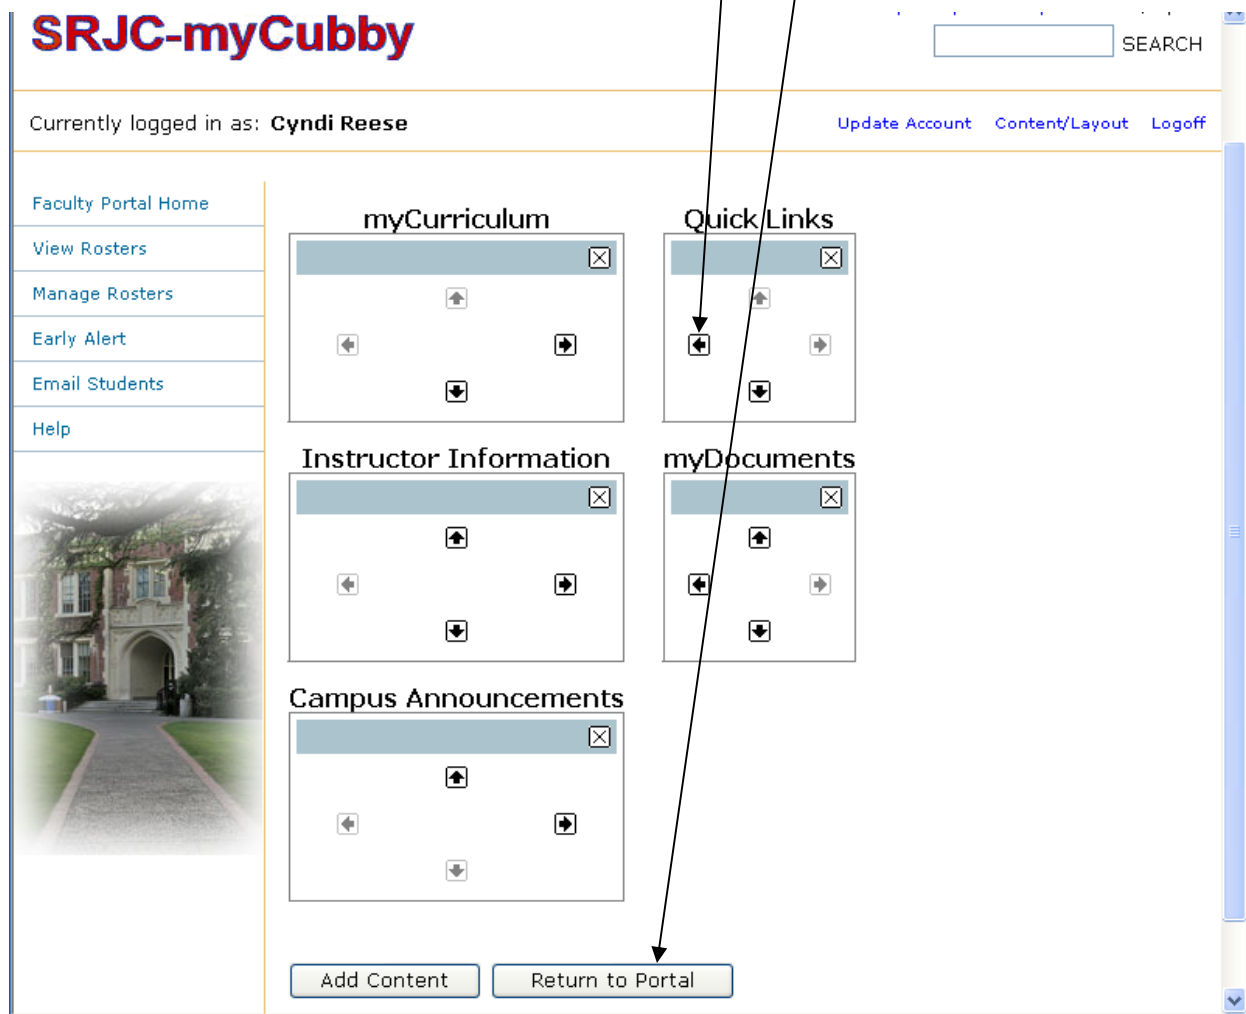 SRJC-myCubby
SEARCH
Currently logged in as: Cyndi Reese
Update Account Content/Layout Logoff
Faculty Portal Home
View Rosters
Manage Rosters
Early Alert
Email Students
Help
myCurriculum Quick Links
Instructor Information myDocuments
Campus Announcements
Add Content Return to Portal